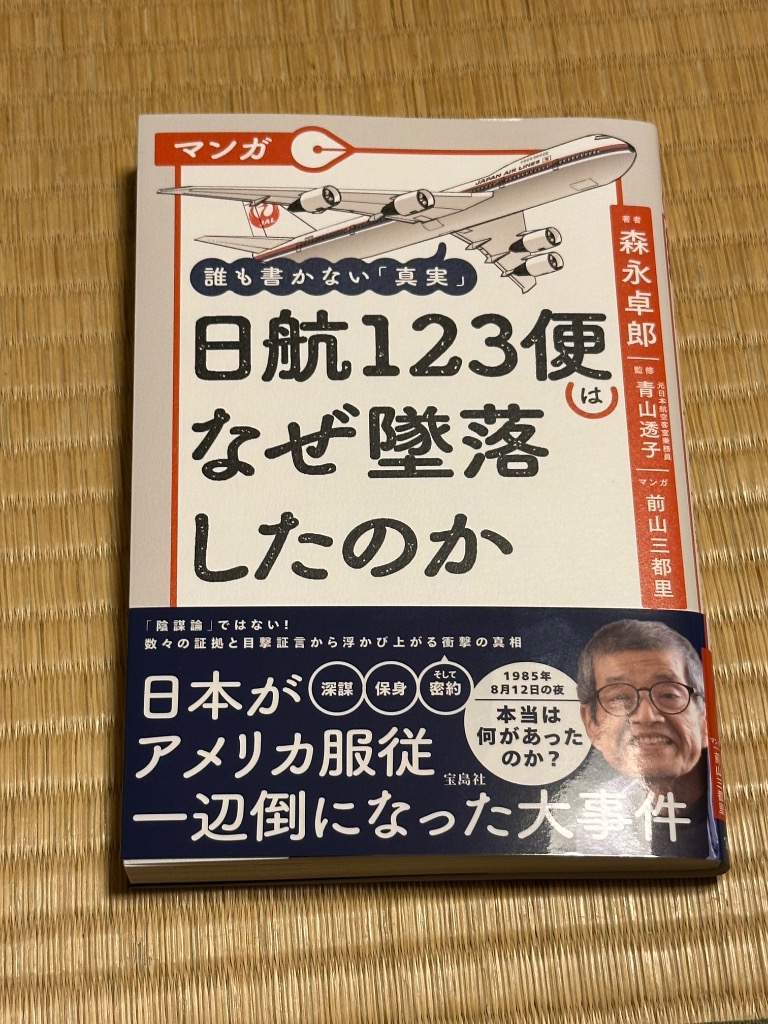 マンガ
JAPAN AIR LINES
JAL
誰も書かない「真実」
日航123便は
なぜ墜落
したのか
著者
森永卓郎
監修
元日本航空客室乗務員
青山透子
マンガ
前山三都里
「陰謀論」ではない!
数々の証拠と目撃証言から浮かび上がる衝撃の真相
日本が
深謀
保身
そして
密約
アメリカ服従
一辺倒になった大事件
宝島社
1985年
8月12日の夜
本当は
何があった
のか?